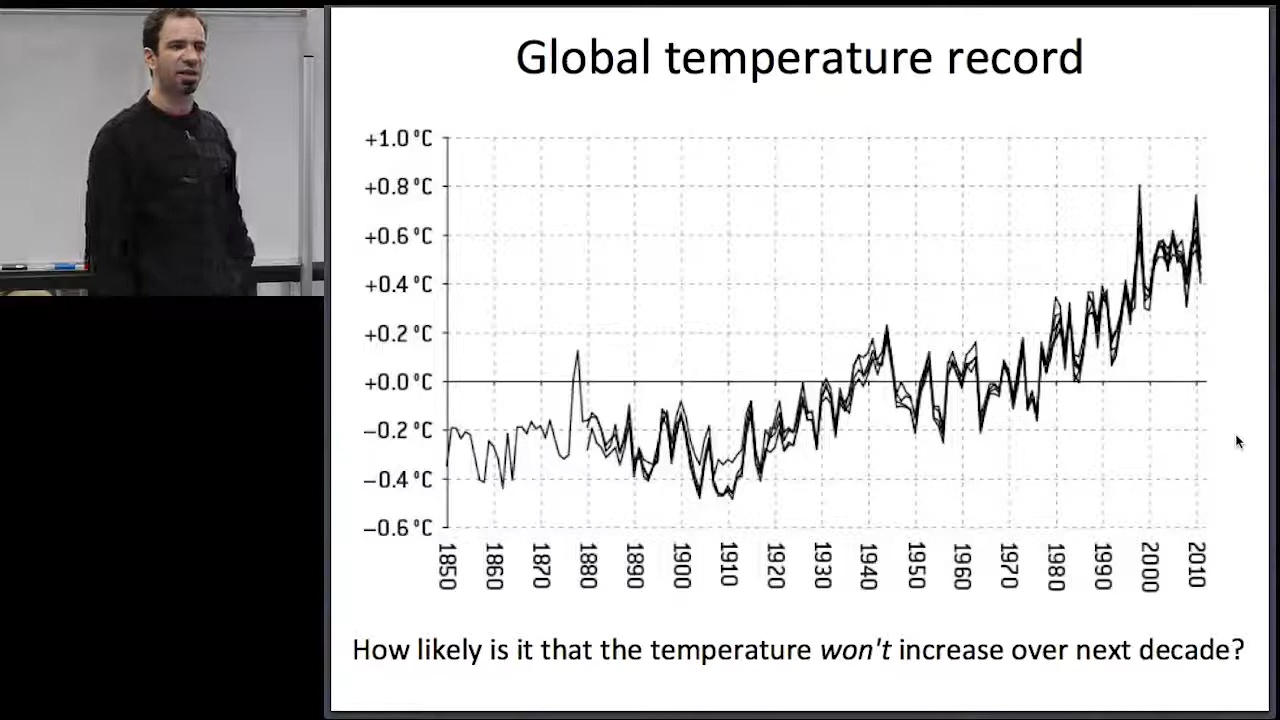 Global temperature record
+1.0 °C
+0.8 °C
+0.6 °C
+0.4 °C
+0.2 °C
+0.0 °C
−0.2 °C
−0.4 °C
−0.6 °C
1850 1860 1870 1880 1890 1900 1910 1920 1930 1940 1950 1960 1970 1980 1990 2000 2010
How likely is it that the temperature won't increase over next decade?